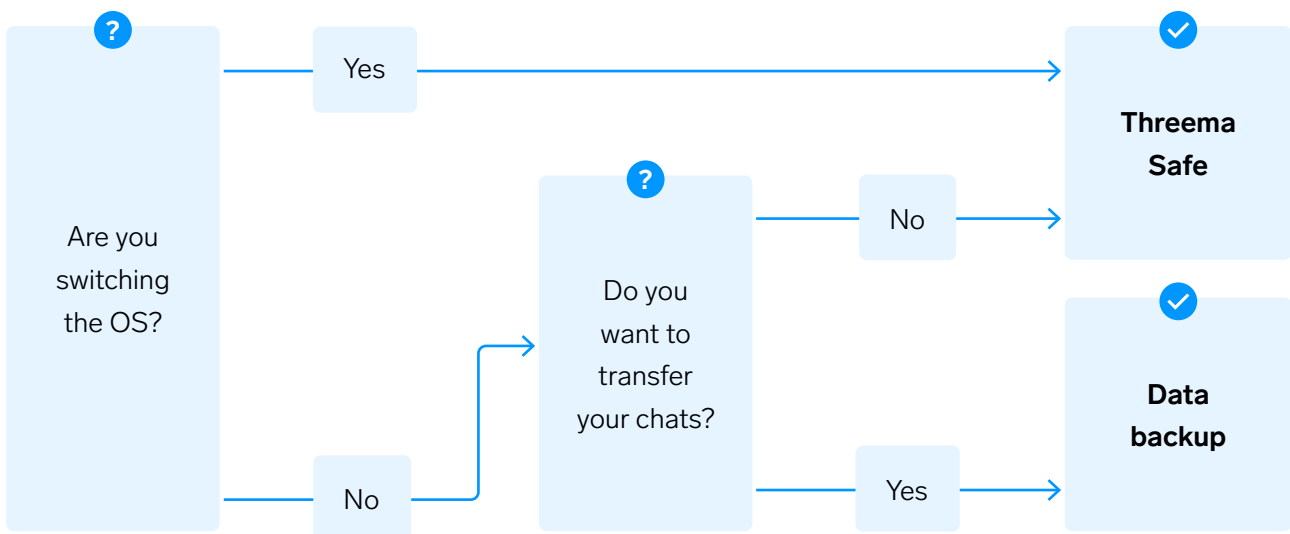 ?
Are you
switching
the OS?
Yes
No
?
Do you
want to
transfer
your chats?
No
Yes
Threema
Safe
Data
backup